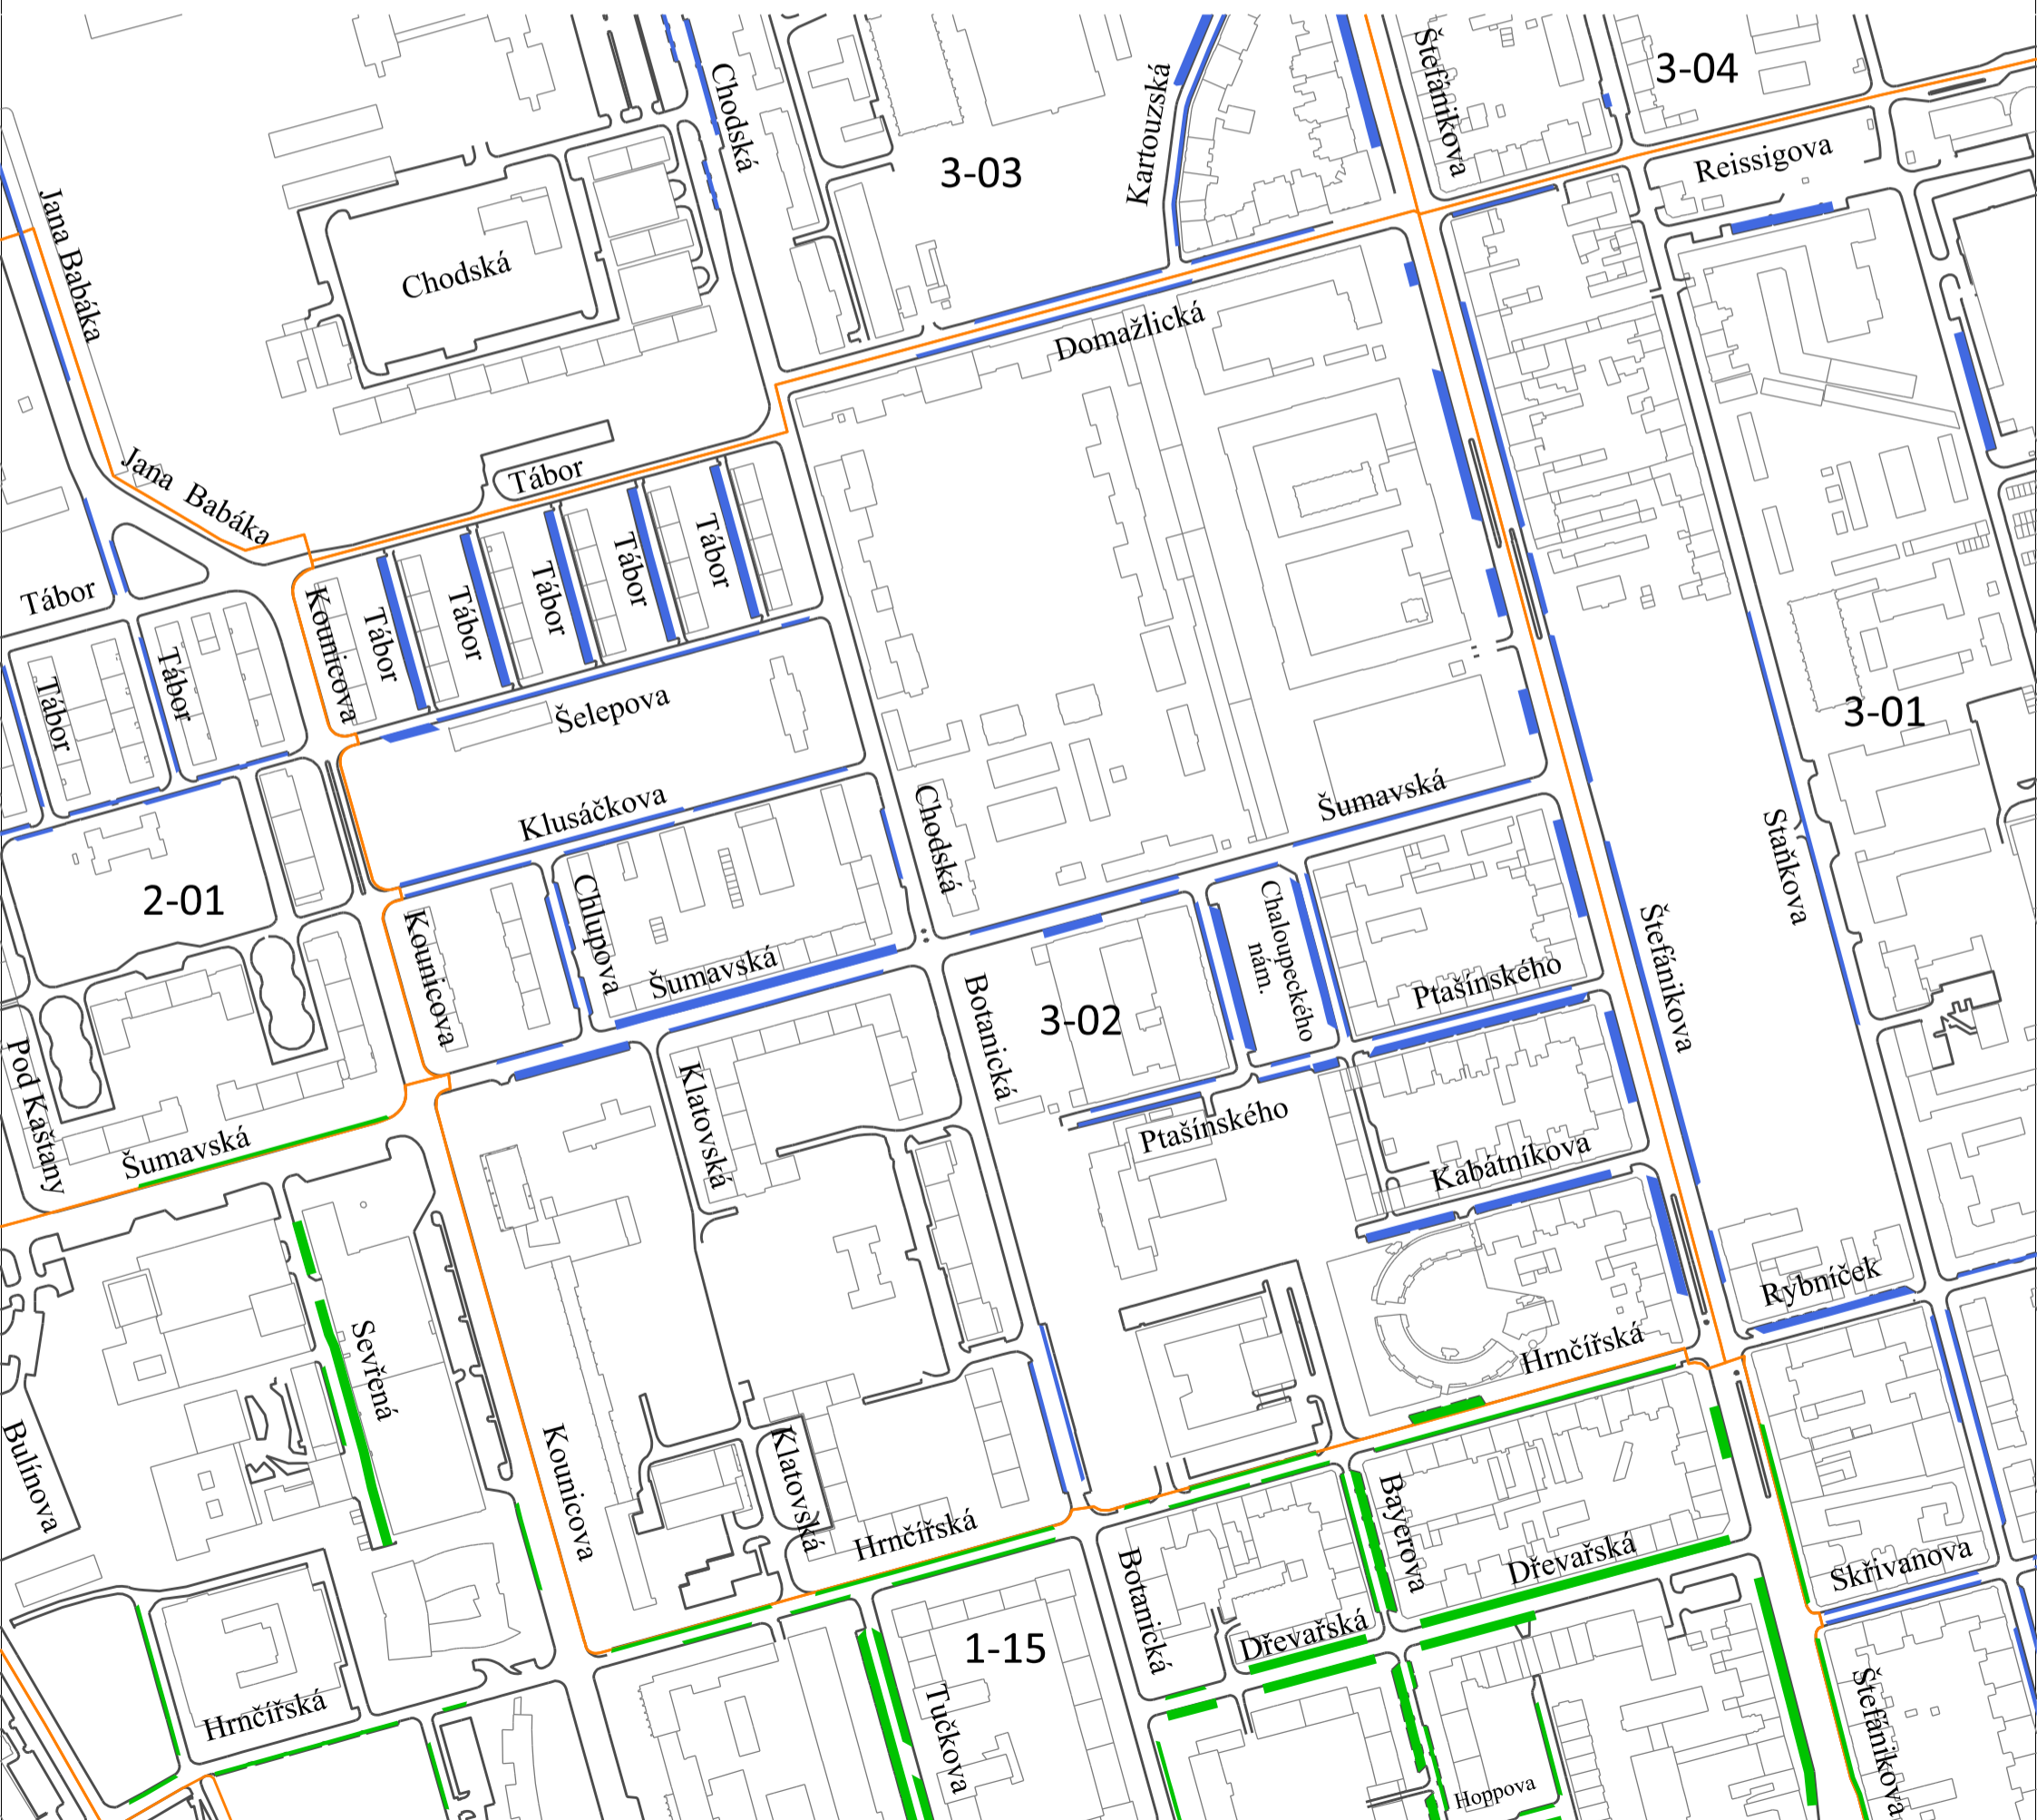 Štefánikova
3-04
Chodská
Kartouzská
Reissigova
3-03
Jana Babáka
Chodská
Domažlická
Jana Babáka
Tábor
Tábor
Tábor
Tábor
Tábor
Tábor
Tábor
Kounicova
Tábor
Tábor
Šelepova
3-01
Šumavská
Klusáčkova
Chodská
Staňkova
2-01
Chlupova
Chaloupeckého
nám.
Kounicova
Štefánikova
Šumavská
Ptašínského
Botanická
3-02
Pod Kaštany
Klatovská
Ptašínského
Šumavská
Kabátníkova
Rybníček
Sevřená
Hrnčířská
Bulínova
Kounicova
Klatovská
Bayerova
Hrnčířská
Dřevařská
Skřivanova
Botanická
Dřevařská
1-15
Hrnčířská
Tučkova
Štefánikova
Hoppova